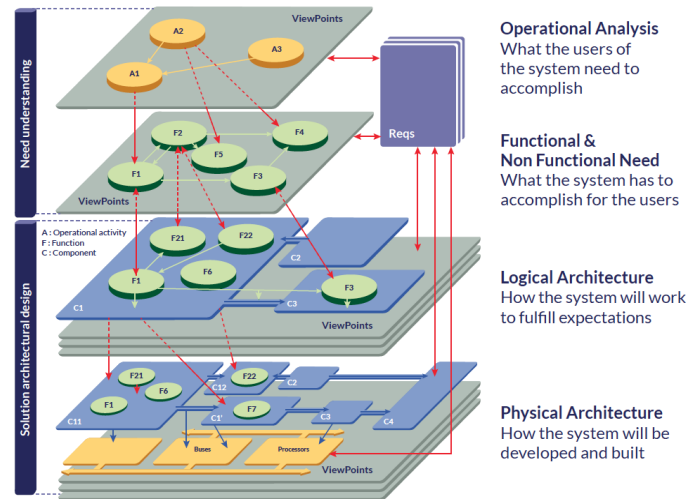 Need understanding
Solution architectural design
ViewPoints
A2
A3
A1
Reqs
F2
F4
F5
F1
F3
ViewPoints
A : Operational activity
F : Function
C : Component
F21
F22
C2
F6
F1
F3
C1
C3
ViewPoints
F21
F22
C2
C12
F6
F1
F7
C3
C11
C1'
C4
Buses
Processors
ViewPoints
Operational Analysis
What the users of
the system need to
accomplish
Functional &
Non Functional Need
What the system has to
accomplish for the users
Logical Architecture
How the system will work
to fulfill expectations
Physical Architecture
How the system will be
developed and built